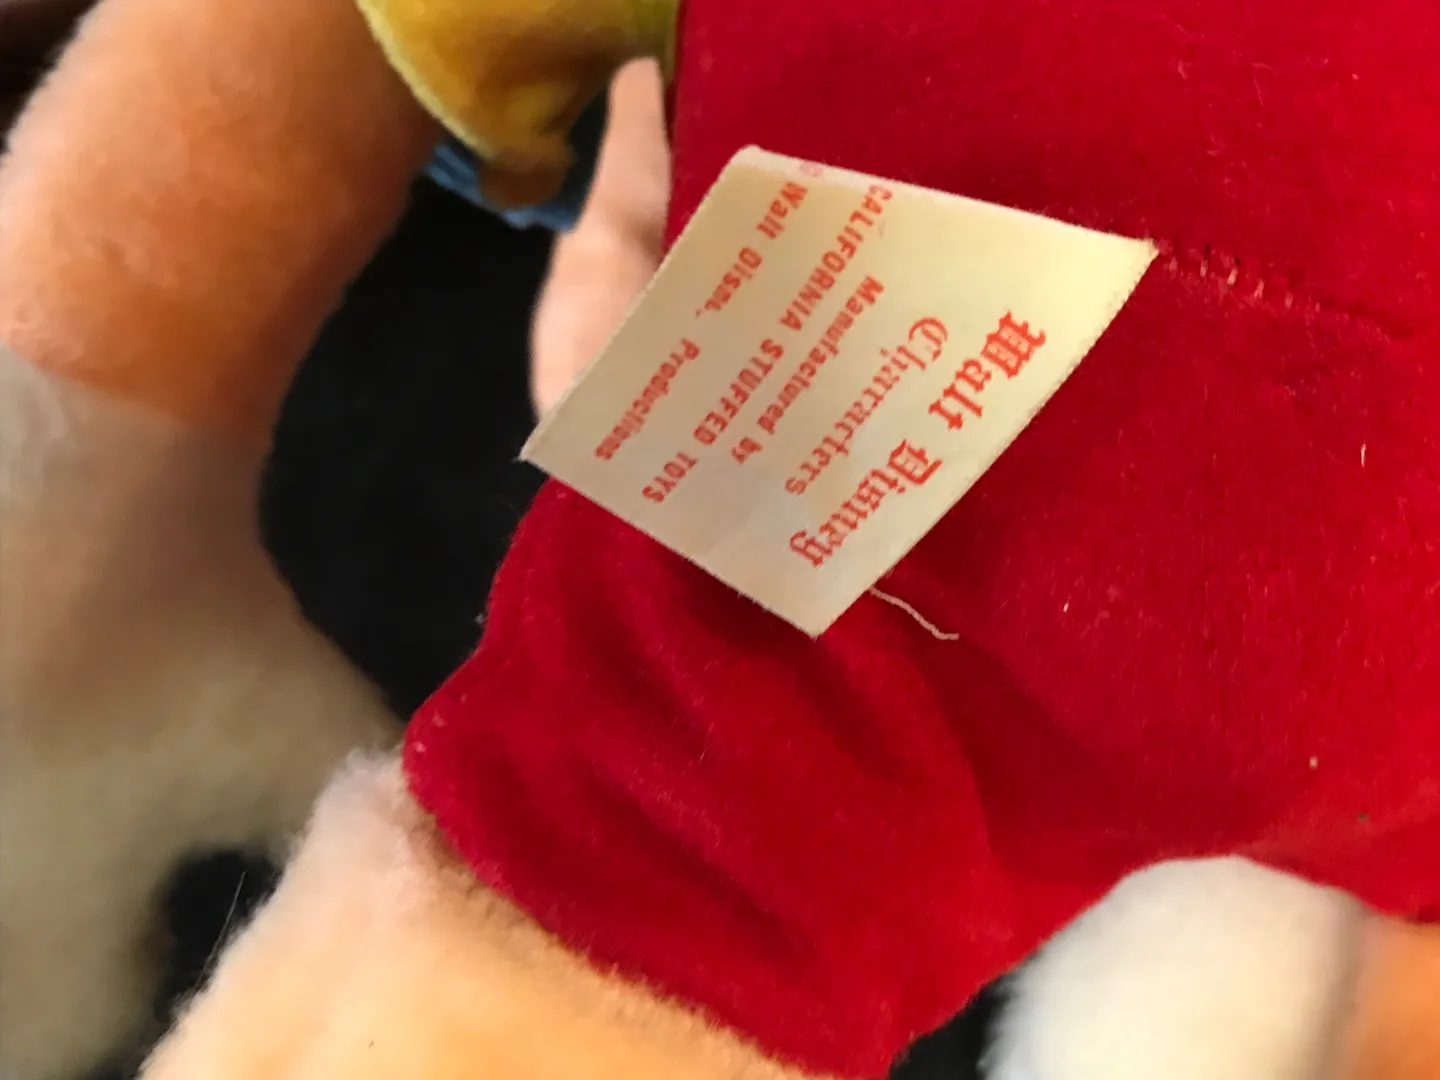 Walt Disney
Characters
Manufactured by
CALIFORNIA STUFFED TOYS
© Walt Disney Productions